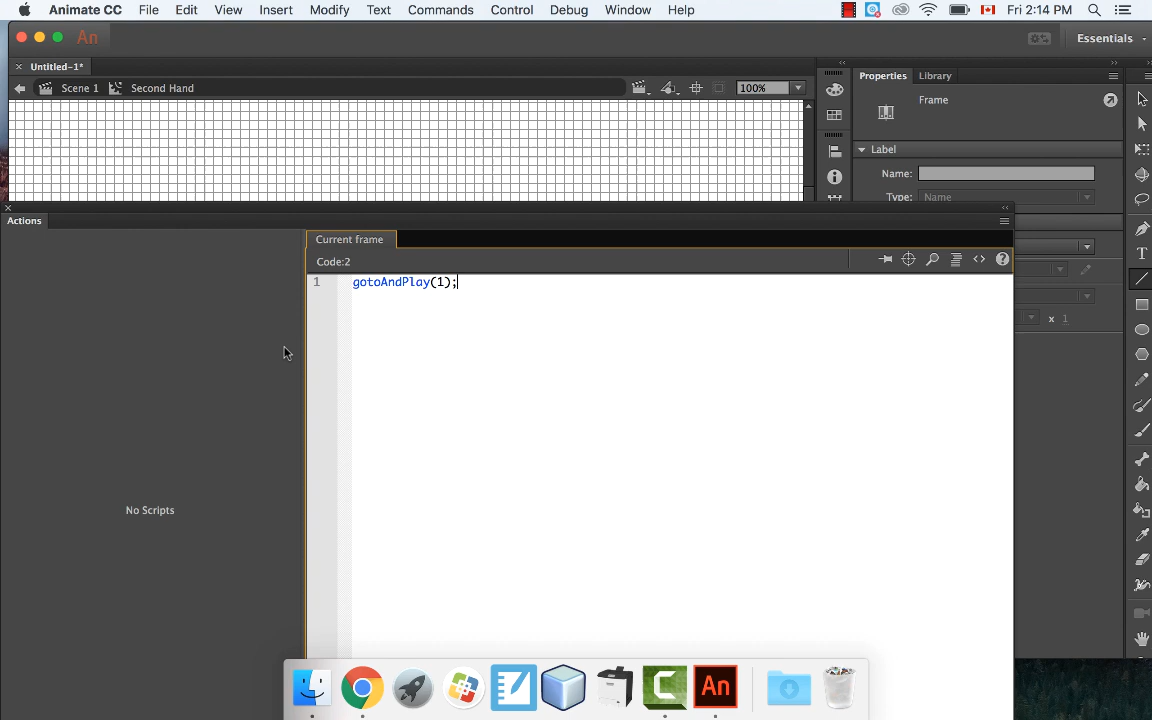 Animate CC File Edit View Insert Modify Text Commands Control Debug Window Help Fri 2:14 PM
An Essentials
Untitled-1*
Scene 1 Second Hand 100%
Properties Library
Frame
Label
Name:
Type: Name
Actions
Current frame
Code:2
1 gotoAndPlay(1);
x 1
No Scripts
An